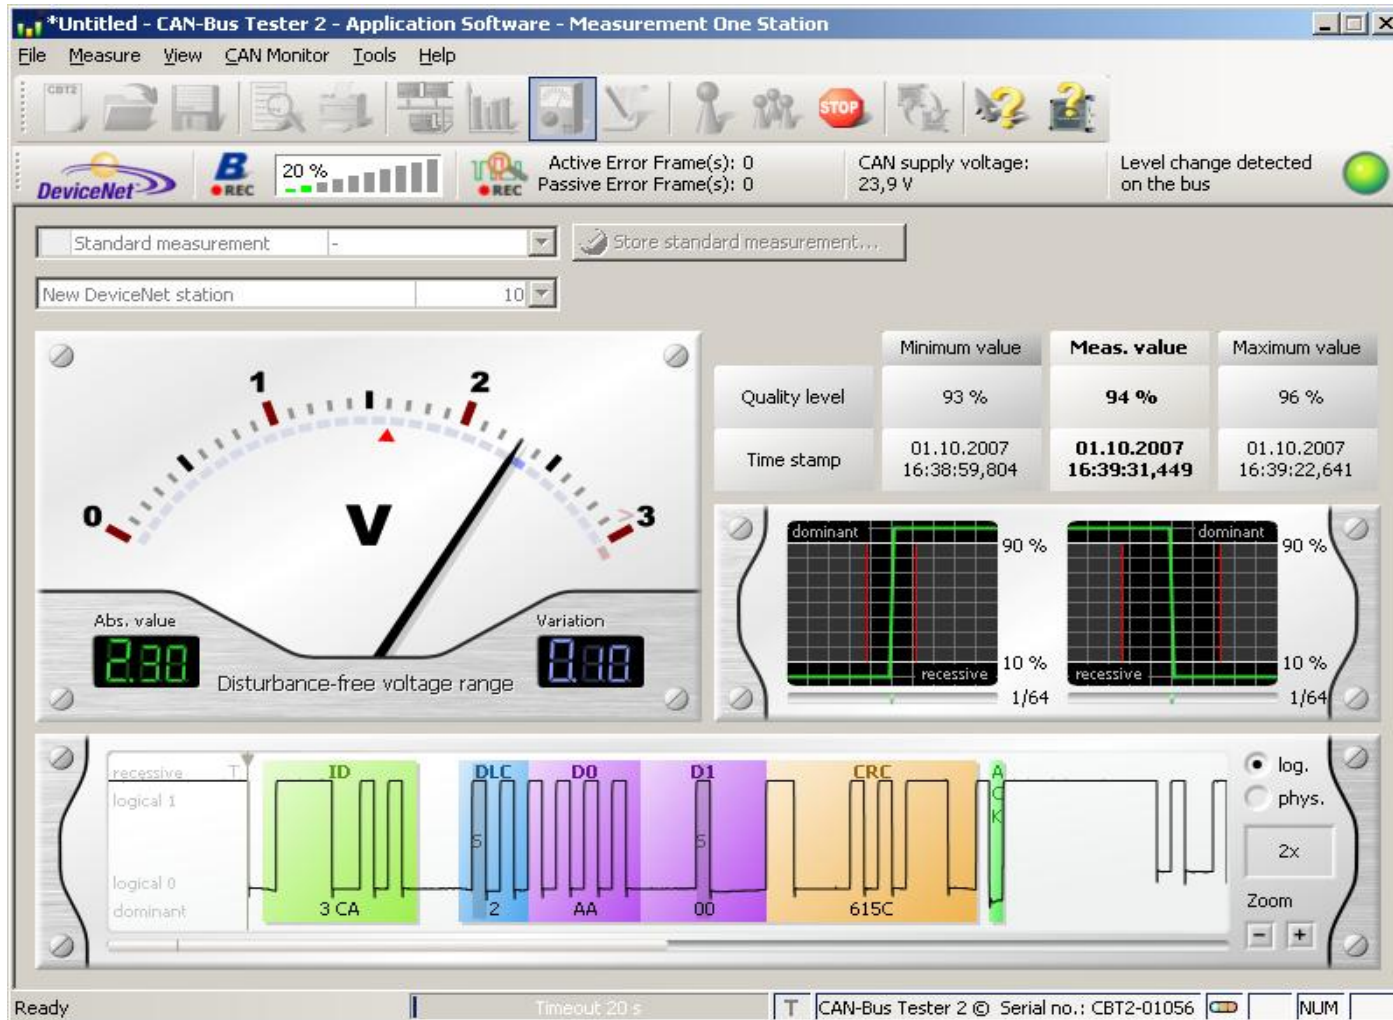 *Untitled - CAN-Bus Tester 2 - Application Software - Measurement One Station
File Measure View CAN Monitor Tools Help
CBT2
STOP
DeviceNet
B
REC
20 %
REC
Active Error Frame(s): 0
Passive Error Frame(s): 0
CAN supply voltage:
23,9 V
Level change detected
on the bus
Standard measurement -
Store standard measurement...
New DeviceNet station 10
0 1 2 3
V
Abs. value
2.30
Variation
0.10
Disturbance-free voltage range
Minimum value Meas. value Maximum value
Quality level 93 % 94 % 96 %
Time stamp
01.10.2007 01.10.2007 01.10.2007
16:38:59,804 16:39:31,449 16:39:22,641
dominant
90 %
10 %
recessive
1/64
dominant
90 %
10 %
recessive
1/64
recessive T ID DLC D0 D1 CRC ACK
logical 1
S S
logical 0
dominant 3 CA 2 AA 00 615C
log.
phys.
2x
Zoom
- +
Ready Timeout 20 s T CAN-Bus Tester 2 © Serial no.: CBT2-01056 NUM